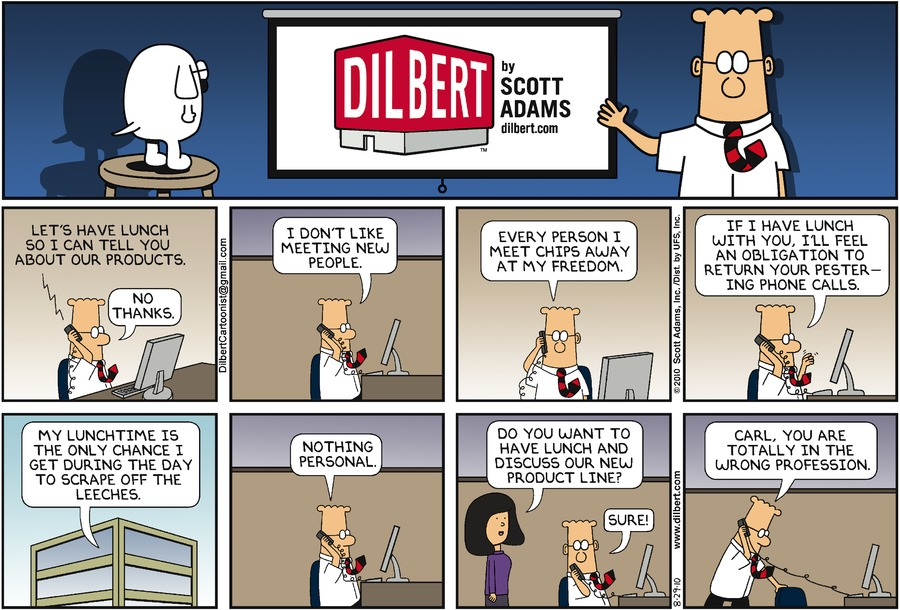 DILBERT
TM
by
SCOTT
ADAMS
dilbert.com
LET'S HAVE LUNCH
SO I CAN TELL YOU
ABOUT OUR PRODUCTS.
NO
THANKS.
DilbertCartoonist@gmail.com
I DON'T LIKE
MEETING NEW
PEOPLE.
EVERY PERSON I
MEET CHIPS AWAY
AT MY FREEDOM.
©2010 Scott Adams, Inc. /Dist. by UFS, Inc.
IF I HAVE LUNCH
WITH YOU, I'LL FEEL
AN OBLIGATION TO
RETURN YOUR PESTER-
ING PHONE CALLS.
MY LUNCHTIME IS
THE ONLY CHANCE I
GET DURING THE DAY
TO SCRAPE OFF THE
LEECHES.
NOTHING
PERSONAL.
DO YOU WANT TO
HAVE LUNCH AND
DISCUSS OUR NEW
PRODUCT LINE?
SURE!
8-29-10 www.dilbert.com
CARL, YOU ARE
TOTALLY IN THE
WRONG PROFESSION.